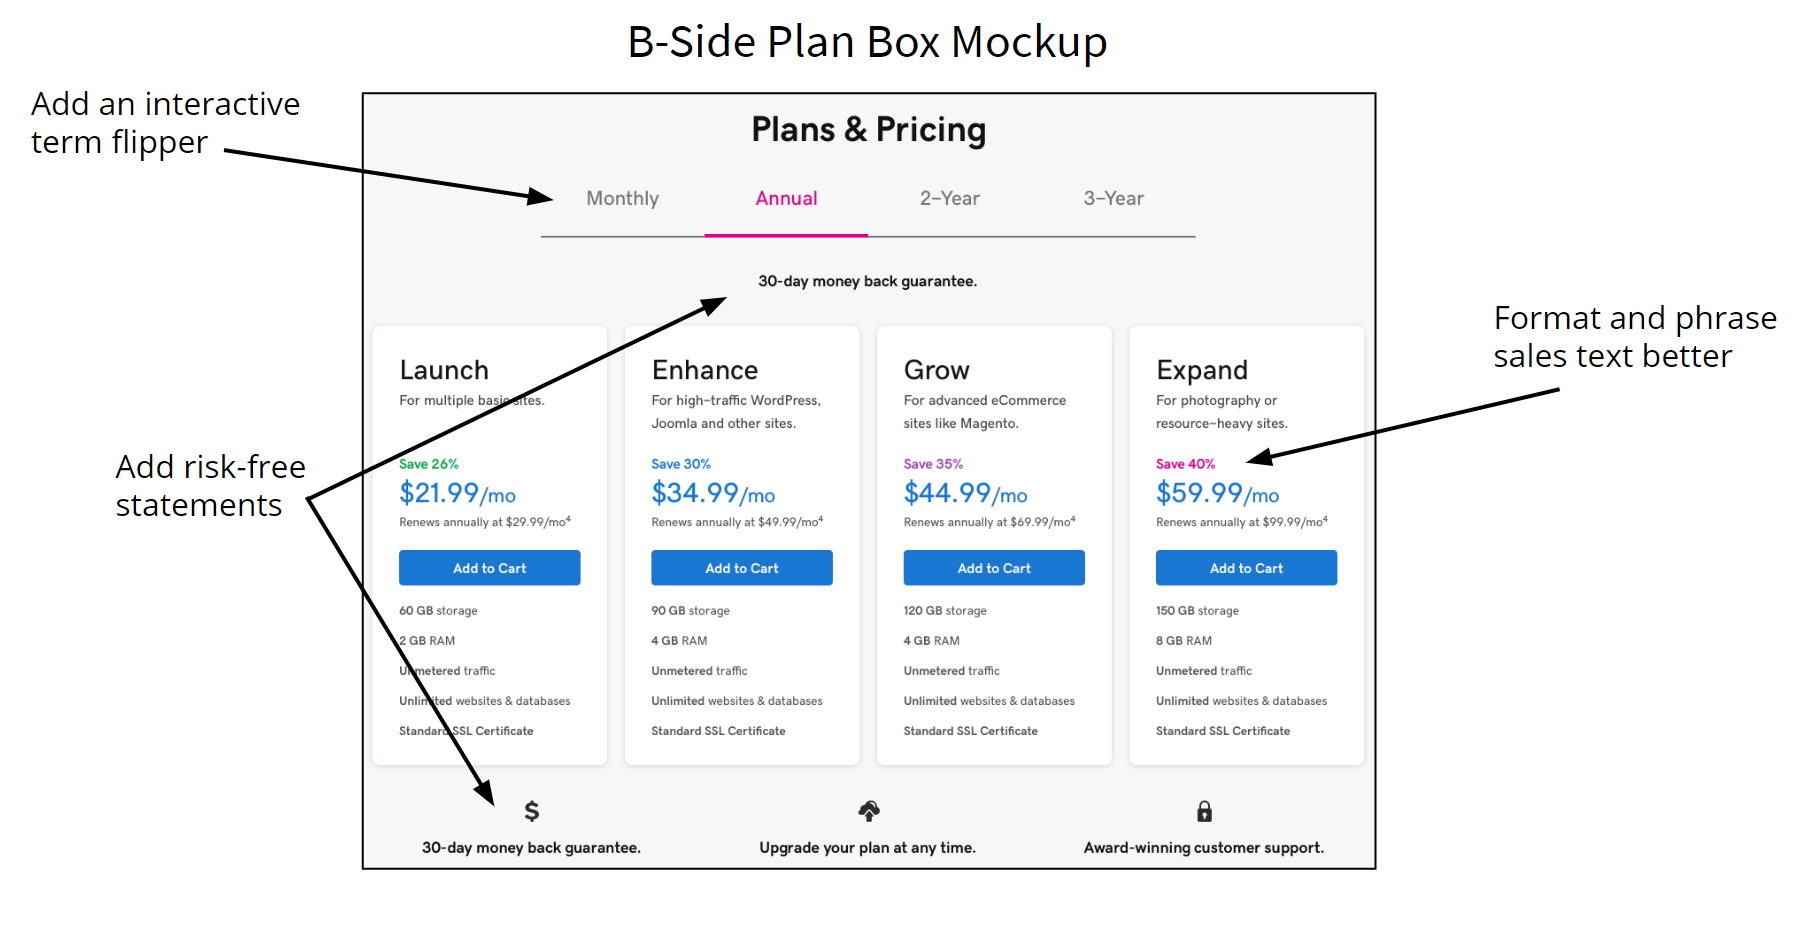 B-Side Plan Box Mockup
Add an interactive
term flipper
Plans & Pricing
Monthly
Annual
2-Year
3-Year
30-day money back guarantee.
Format and phrase
sales text better
Add risk-free
statements
Launch
For multiple basic sites.
Save 26%
$21.99/mo
Renews annually at $29.99/mo⁴
Add to Cart
60 GB storage
2 GB RAM
Unmetered traffic
Unlimited websites & databases
Standard SSL Certificate
Enhance
For high-traffic WordPress,
Joomla and other sites.
Save 30%
$34.99/mo
Renews annually at $49.99/mo⁴
Add to Cart
90 GB storage
4 GB RAM
Unmetered traffic
Unlimited websites & databases
Standard SSL Certificate
Grow
For advanced eCommerce
sites like Magento.
Save 35%
$44.99/mo
Renews annually at $69.99/mo⁴
Add to Cart
120 GB storage
4 GB RAM
Unmetered traffic
Unlimited websites & databases
Standard SSL Certificate
Expand
For photography or
resource-heavy sites.
Save 40%
$59.99/mo
Renews annually at $99.99/mo⁴
Add to Cart
150 GB storage
8 GB RAM
Unmetered traffic
Unlimited websites & databases
Standard SSL Certificate
30-day money back guarantee.
Upgrade your plan at any time.
Award-winning customer support.